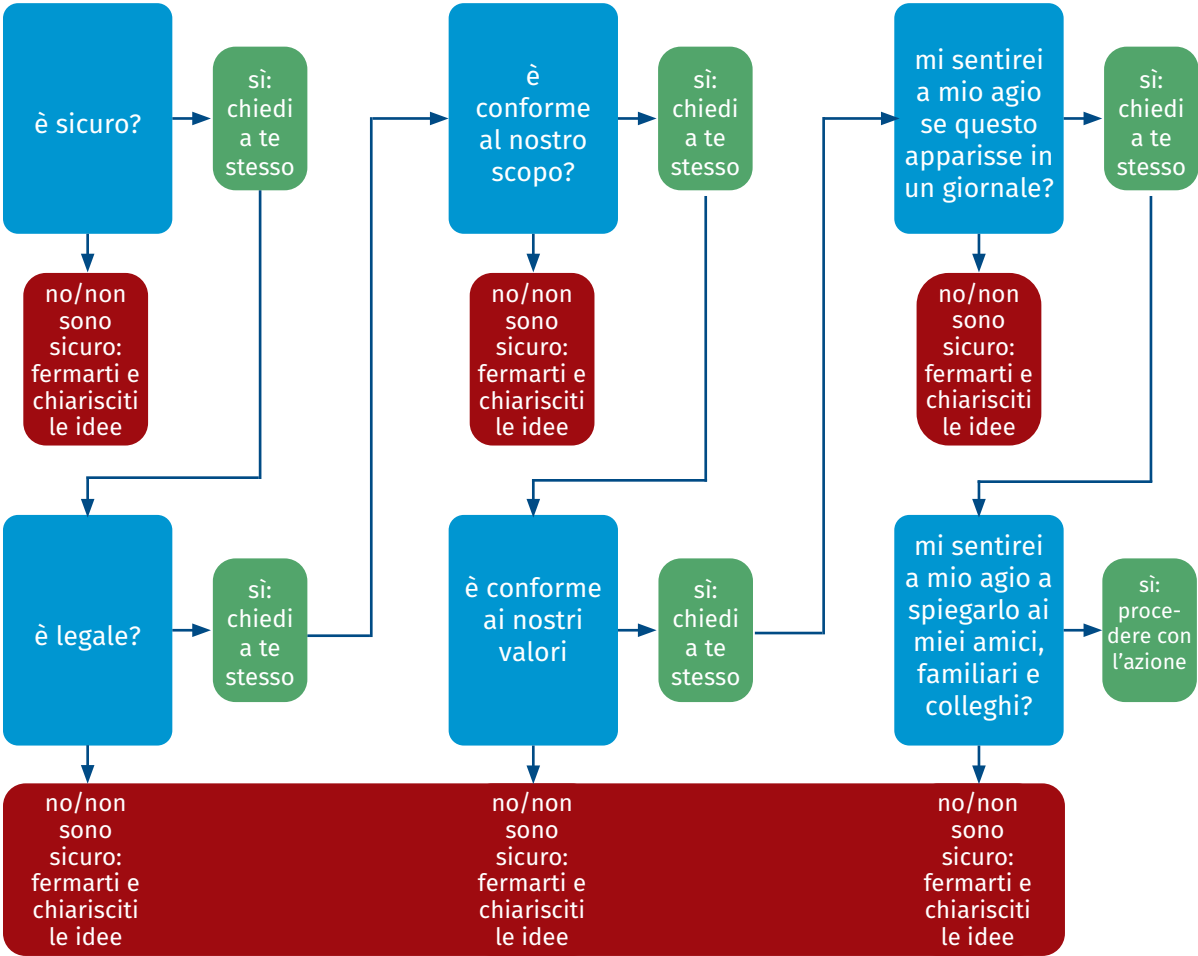 è sicuro?
sì:
chiedi
a te
stesso
no/non
sono
sicuro:
fermarti e
chiarisciti
le idee
è legale?
sì:
chiedi
a te
stesso
no/non
sono
sicuro:
fermarti e
chiarisciti
le idee
è
conforme
al nostro
scopo?
sì:
chiedi
a te
stesso
no/non
sono
sicuro:
fermarti e
chiarisciti
le idee
è conforme
ai nostri
valori
sì:
chiedi
a te
stesso
no/non
sono
sicuro:
fermarti e
chiarisciti
le idee
mi sentirei
a mio agio
se questo
apparisse in
un giornale?
sì:
chiedi
a te
stesso
no/non
sono
sicuro:
fermarti e
chiarisciti
le idee
mi sentirei
a mio agio a
spiegarlo ai
miei amici,
familiari e
colleghi?
sì:
proce-
dere con
l’azione
no/non
sono
sicuro:
fermarti e
chiarisciti
le idee